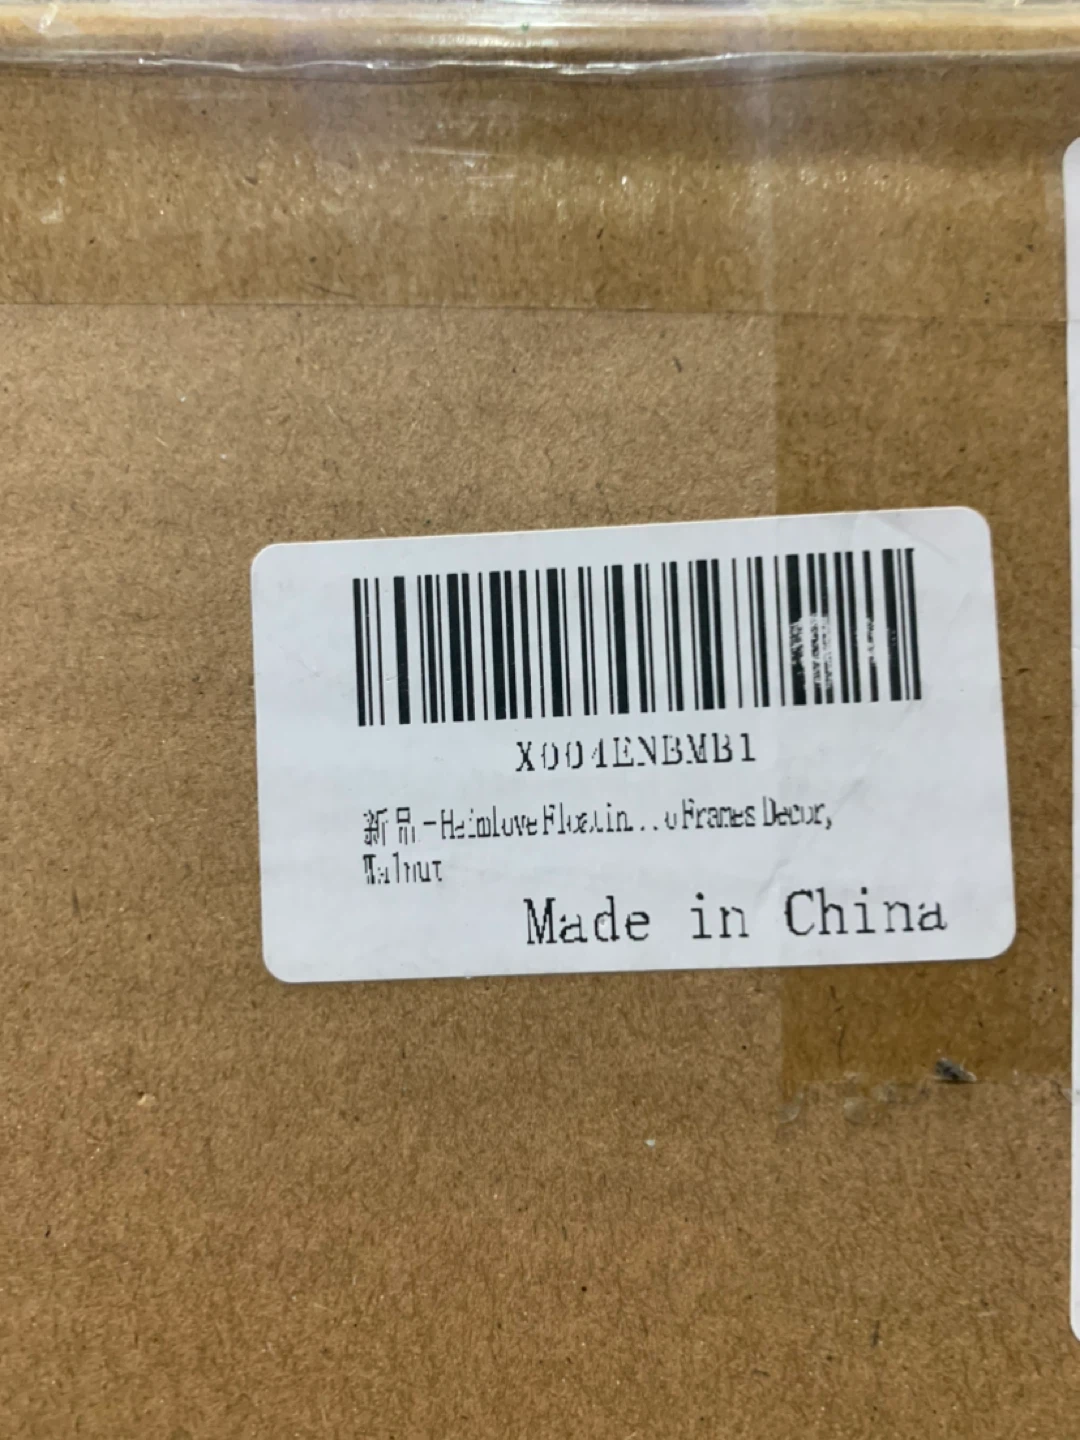 X004ENBMB1
新品-Haimlove Floatin...o Frames Decor,
Walnut
Made in China